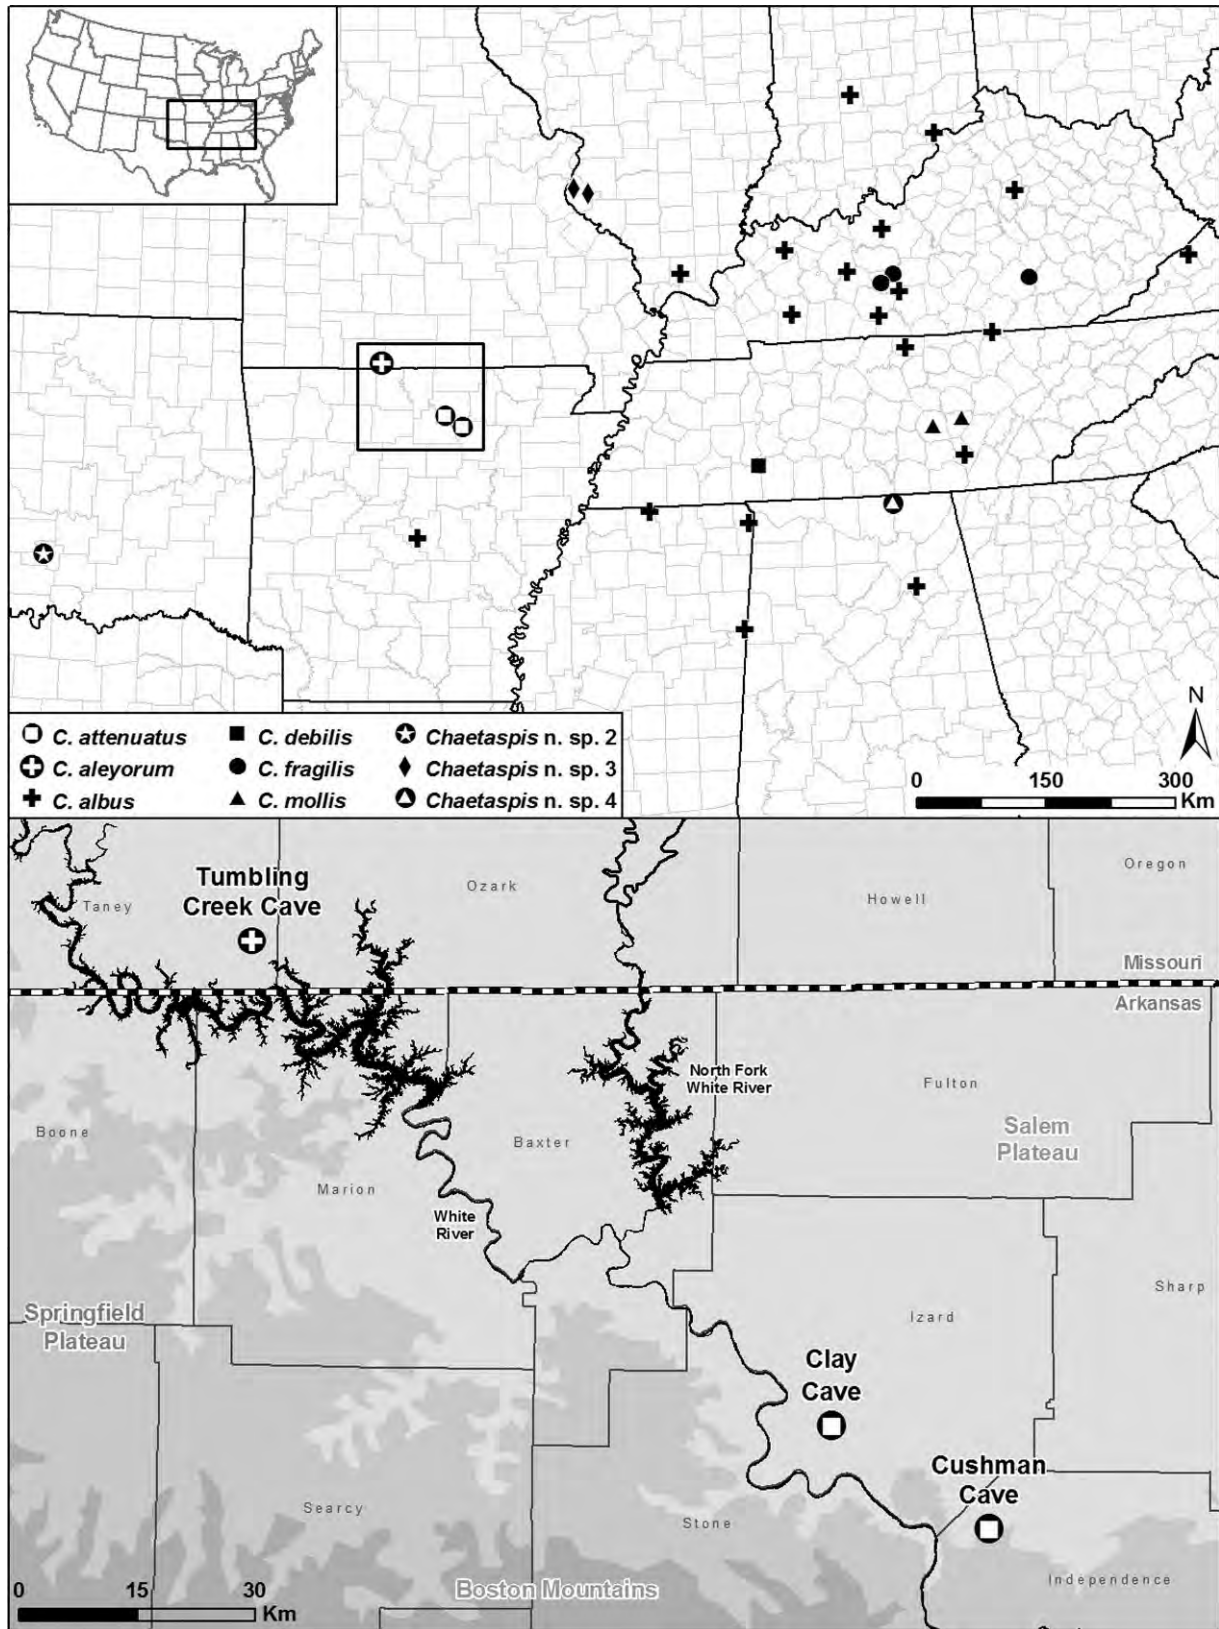 N
C. attenuatus
C. aleyorum
C. albus
C. debilis
C. fragilis
C. mollis
Chaetaspis n. sp. 2
Chaetaspis n. sp. 3
Chaetaspis n. sp. 4
0 150 300
Km
Tumbling
Creek Cave
Taney
Ozark
Howell
Oregon
Missouri
Arkansas
North Fork
White River
Fulton
Salem
Plateau
Boone
Baxter
Marion
White
River
Springfield
Plateau
Izard
Sharp
Clay
Cave
Cushman
Cave
Searcy
Stone
Independence
Boston Mountains
0 15 30
Km